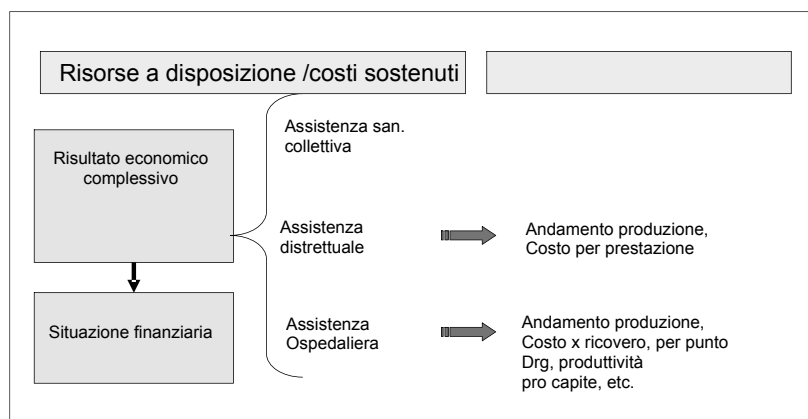 Risorse a disposizione /costi sostenuti
Risultato economico
complessivo
Situazione finanziaria
Assistenza san.
collettiva
Assistenza
distrettuale
Andamento produzione,
Costo per prestazione
Assistenza
Ospedaliera
Andamento produzione,
Costo x ricovero, per punto
Drg, produttività
pro capite, etc.